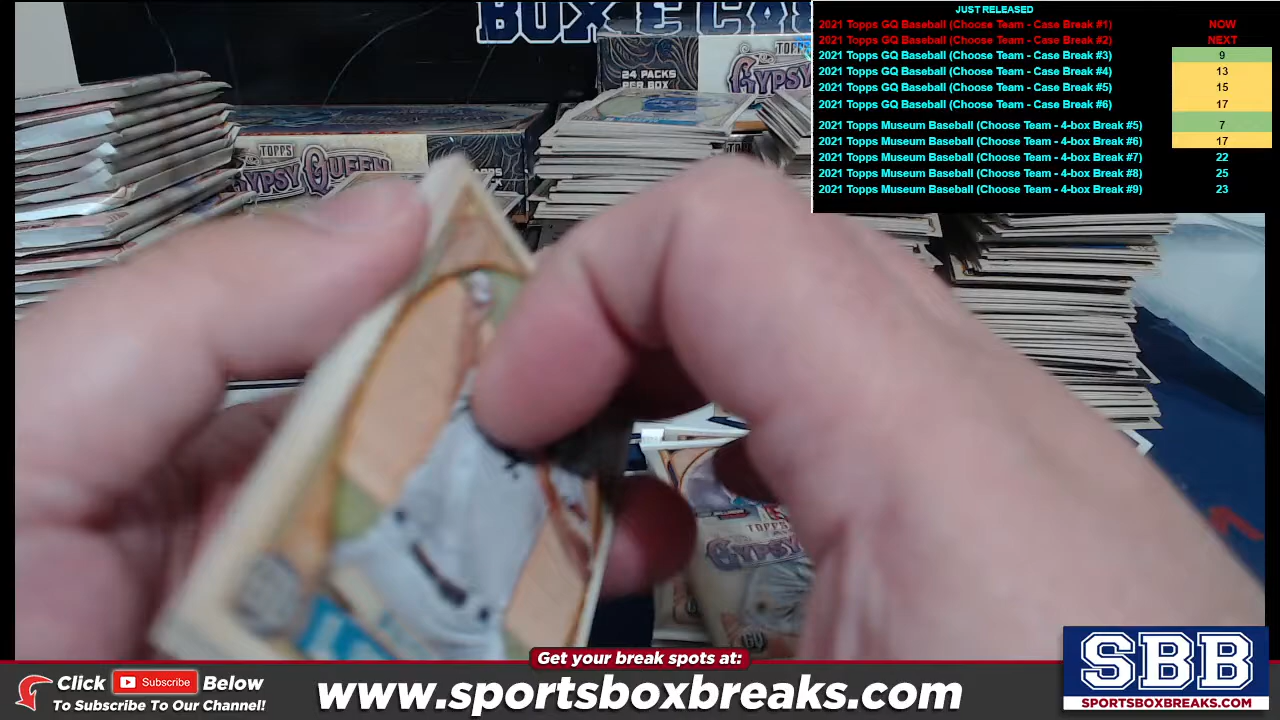 BOX E CA
JUST RELEASED
2021 Topps GQ Baseball (Choose Team - Case Break #1) NOW
2021 Topps GQ Baseball (Choose Team - Case Break #2) NEXT
2021 Topps GQ Baseball (Choose Team - Case Break #3) 9
2021 Topps GQ Baseball (Choose Team - Case Break #4) 13
2021 Topps GQ Baseball (Choose Team - Case Break #5) 15
2021 Topps GQ Baseball (Choose Team - Case Break #6) 17
2021 Topps Museum Baseball (Choose Team - 4-box Break #5) 7
2021 Topps Museum Baseball (Choose Team - 4-box Break #6) 17
2021 Topps Museum Baseball (Choose Team - 4-box Break #7) 22
2021 Topps Museum Baseball (Choose Team - 4-box Break #8) 25
2021 Topps Museum Baseball (Choose Team - 4-box Break #9) 23
24 PACKS
PER BOX
TOPPS
GYPSY
TOPPS
GYPSY QUEEN
TOPPS
GYPSY
GQ
Get your break spots at:
Click Subscribe Below
To Subscribe To Our Channel!
www.sportsboxbreaks.com
SBB
SPORTSBOXBREAKS.COM